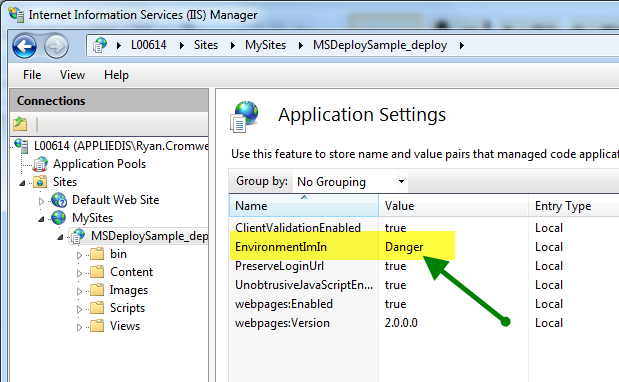 Internet Information Services (IIS) Manager
L00614 Sites MySites MSDeploySample_deploy
File View Help
Connections
L00614 (APPLIEDIS\Ryan.Cromwe
Application Pools
Sites
Default Web Site
MySites
MSDeploySample_dep
bin
Content
Images
Scripts
Views
Application Settings
Use this feature to store name and value pairs that managed code applicat
Group by: No Grouping
Name Value Entry Type
ClientValidationEnabled true Local
EnvironmentImIn Danger Local
PreserveLoginUrl true Local
UnobtrusiveJavaScriptEn... true Local
webpages:Enabled true Local
webpages:Version 2.0.0.0 Local